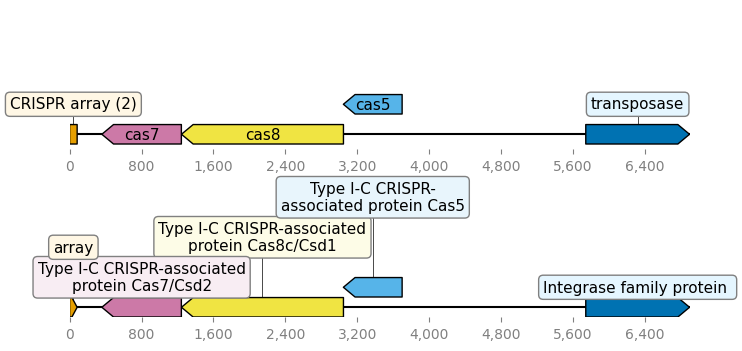 CRISPR array (2)
cas5
transposase
cas7
cas8
0
800
1,600
2,400
3,200
4,000
4,800
5,600
6,400
Type I-C CRISPR-
associated protein Cas5
Type I-C CRISPR-associated
protein Cas8c/Csd1
array
Type I-C CRISPR-associated
protein Cas7/Csd2
Integrase family protein
0
800
1,600
2,400
3,200
4,000
4,800
5,600
6,400